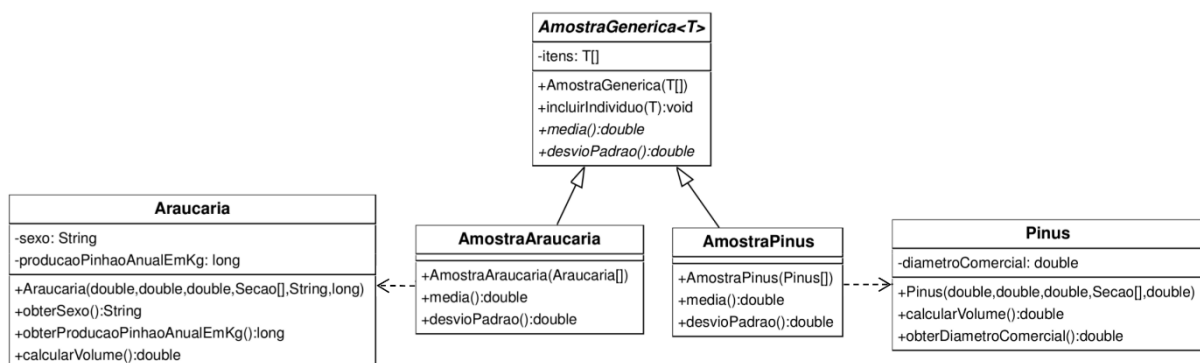 AmostraGenerica<T>
-itens: T[]
+AmostraGenerica(T[])
+incluirIndividuo(T):void
+media():double
+desvioPadrao():double
Araucaria
-sexo: String
-producaoPinhaoAnualEmKg: long
+Araucaria(double,double,double,Secao[],String,long)
+obterSexo():String
+obterProducaoPinhaoAnualEmKg():long
+calcularVolume():double
AmostraAraucaria
+AmostraAraucaria(Araucaria[])
+media():double
+desvioPadrao():double
AmostraPinus
+AmostraPinus(Pinus[])
+media():double
+desvioPadrao():double
Pinus
-diametroComercial: double
+Pinus(double,double,double,Secao[],double)
+calcularVolume():double
+obterDiametroComercial():double